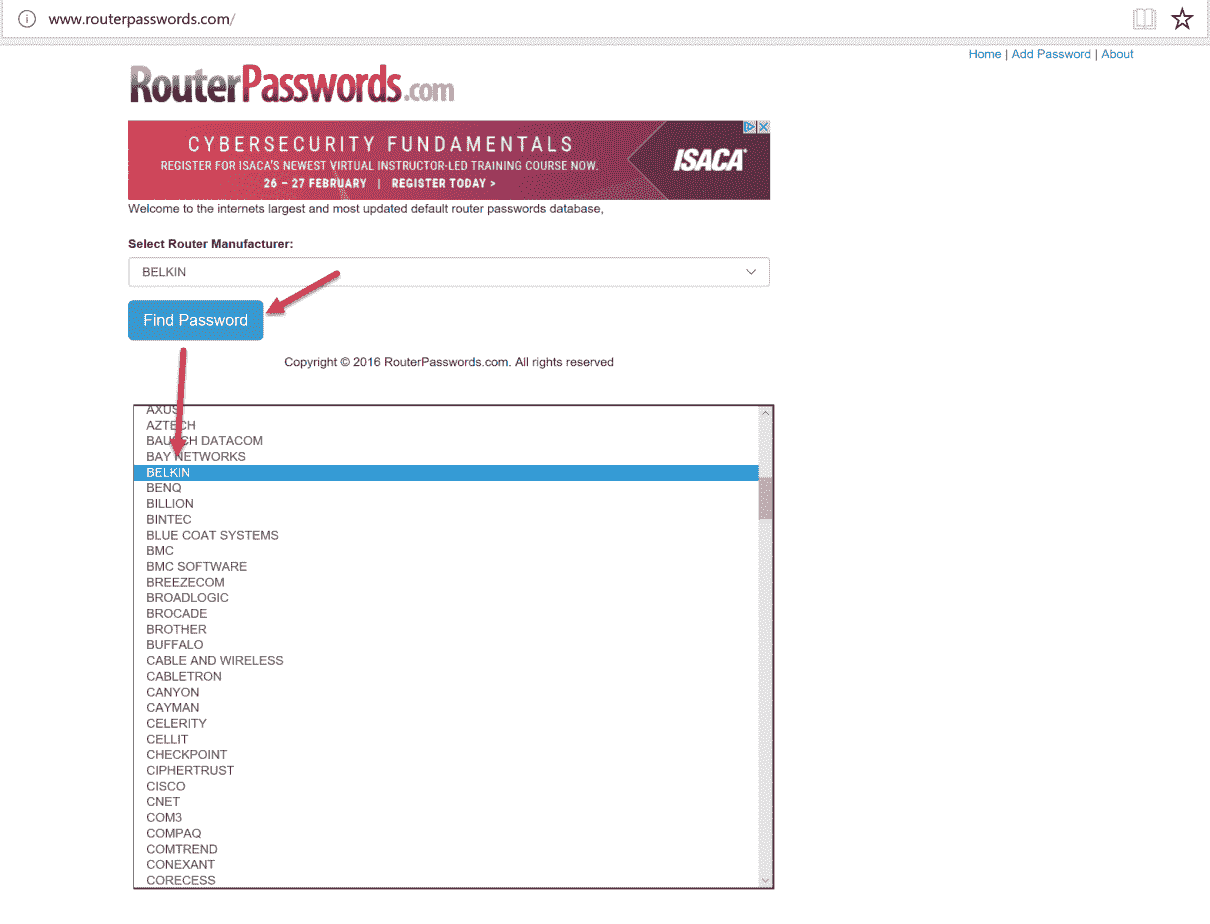 www.routerpasswords.com/
Home | Add Password | About
RouterPasswords.com
CYBERSECURITY FUNDAMENTALS
REGISTER FOR ISACA'S NEWEST VIRTUAL INSTRUCTOR-LED TRAINING COURSE NOW.
26 – 27 FEBRUARY | REGISTER TODAY >
ISACA
Welcome to the internets largest and most updated default router passwords database,
Select Router Manufacturer:
BELKIN
Find Password
Copyright © 2016 RouterPasswords.com. All rights reserved
AXUS
AZTECH
BAUSCH DATACOM
BAY NETWORKS
BELKIN
BENQ
BILLION
BINTEC
BLUE COAT SYSTEMS
BMC
BMC SOFTWARE
BREEZECOM
BROADLOGIC
BROCADE
BROTHER
BUFFALO
CABLE AND WIRELESS
CABLETRON
CANYON
CAYMAN
CELERITY
CELLIT
CHECKPOINT
CIPHERTRUST
CISCO
CNET
COM3
COMPAQ
COMTREND
CONEXANT
CORECESS